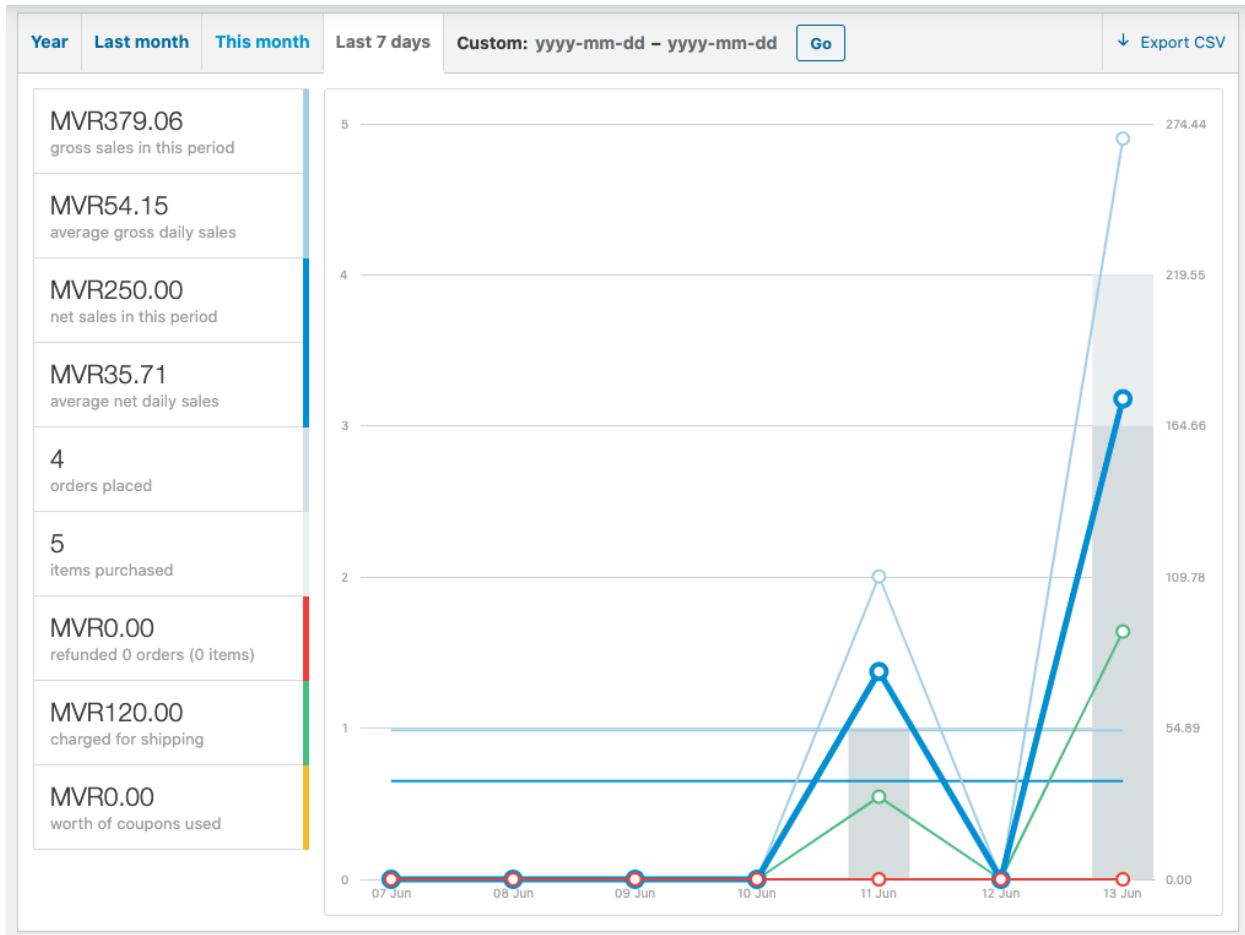 Year Last month This month Last 7 days Custom: yyyy-mm-dd – yyyy-mm-dd Go ↓ Export CSV
MVR379.06
gross sales in this period
MVR54.15
average gross daily sales
MVR250.00
net sales in this period
MVR35.71
average net daily sales
4
orders placed
5
items purchased
MVR0.00
refunded 0 orders (0 items)
MVR120.00
charged for shipping
MVR0.00
worth of coupons used
5 274.44
4 219.55
3 164.66
2 109.78
1 54.89
0 0.00
07 Jun 08 Jun 09 Jun 10 Jun 11 Jun 12 Jun 13 Jun